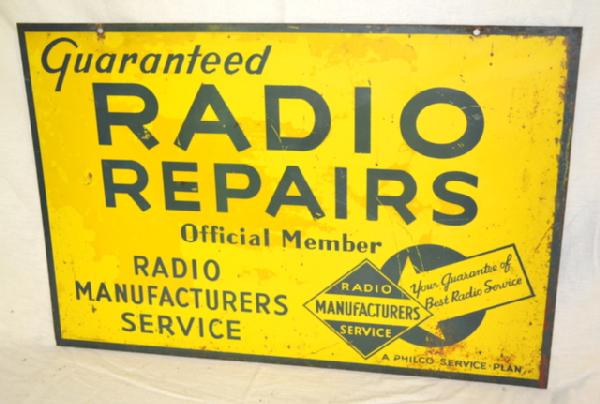 Guaranteed
RADIO
REPAIRS
Official Member
RADIO
MANUFACTURERS
SERVICE
RADIO
MANUFACTURERS
SERVICE
Your Guarantee of
Best Radio Service
A PHILCO SERVICE PLAN